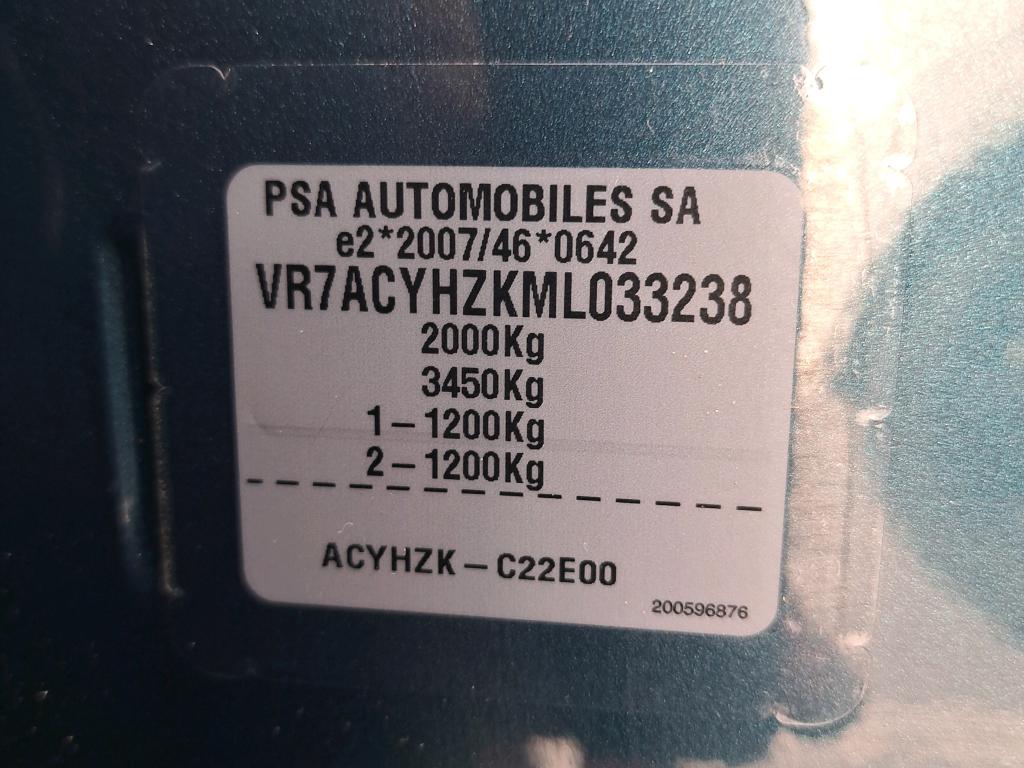 PSA AUTOMOBILES SA
e2*2007/46*0642
VR7ACYHZKML033238
2000Kg
3450Kg
1–1200Kg
2–1200Kg
ACYHZK – C22E00
200596876